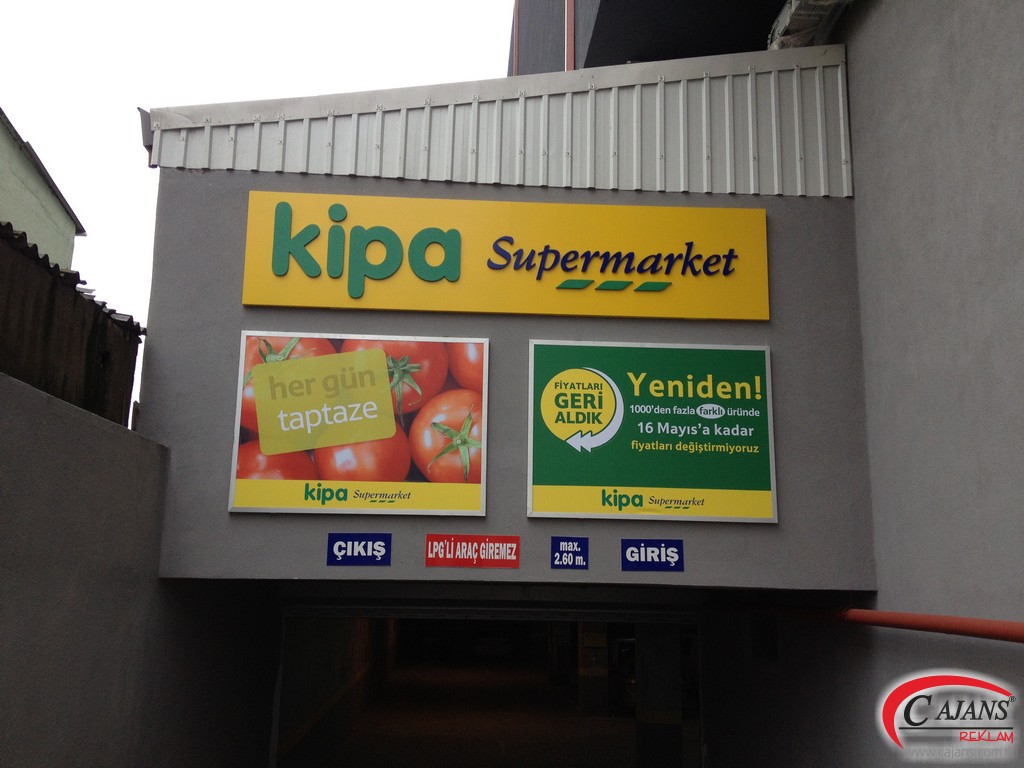 kipa Supermarket
her gün
taptaze
kipa Supermarket
FİYATLARI
GERİ
ALDIK
Yeniden!
1000'den fazla farklı üründe
16 Mayıs'a kadar
fiyatları değiştirmiyoruz
kipa Supermarket
ÇIKIŞ
LPG'Lİ ARAÇ GİREMEZ
max.
2.60 m.
GİRİŞ
C AJANS®
REKLAM